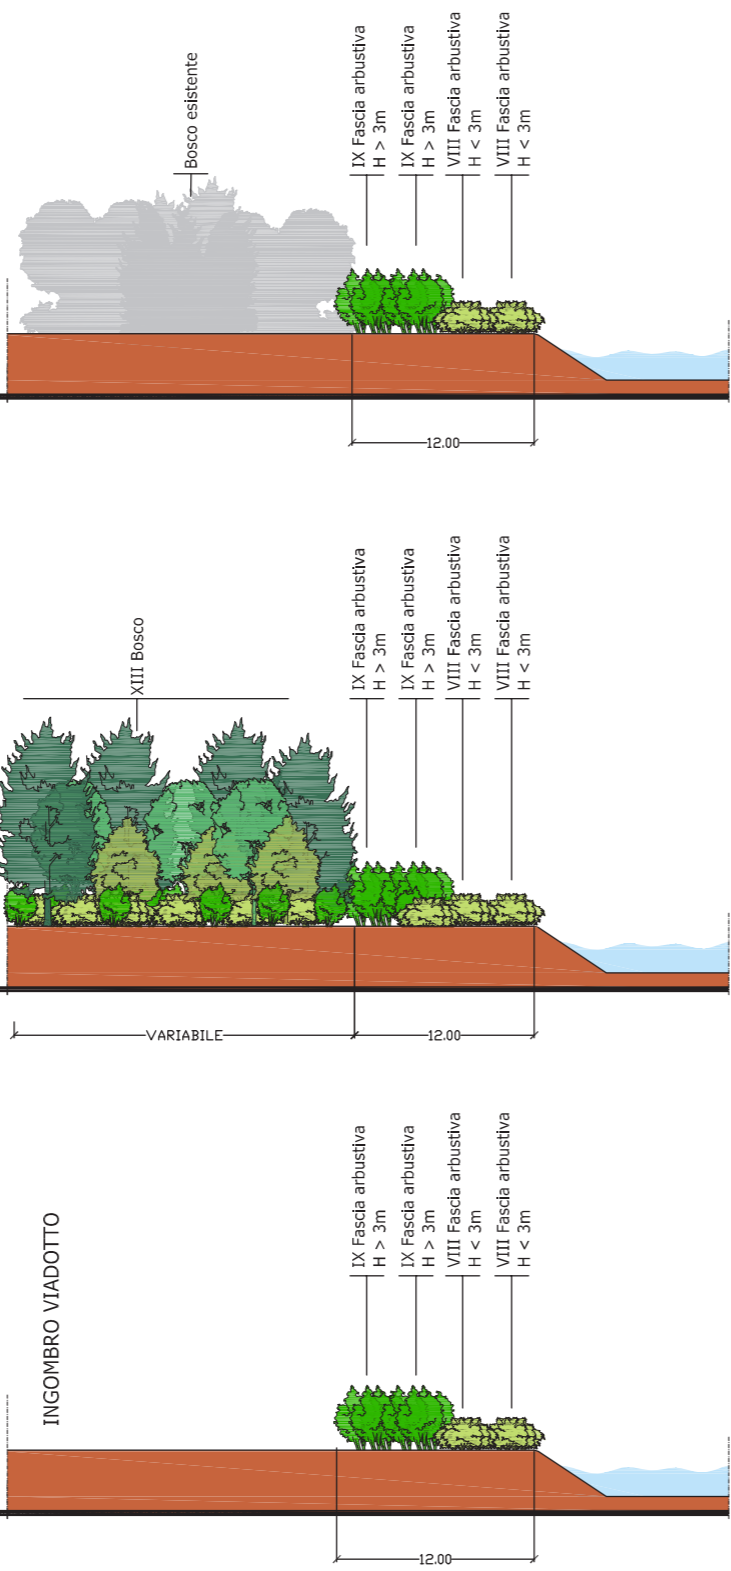 Bosco esistente
IX Fascia arbustiva
H > 3m
IX Fascia arbustiva
H > 3m
VIII Fascia arbustiva
H < 3m
VIII Fascia arbustiva
H < 3m
12.00
XIII Bosco
IX Fascia arbustiva
H > 3m
IX Fascia arbustiva
H > 3m
VIII Fascia arbustiva
H < 3m
VIII Fascia arbustiva
H < 3m
VARIABILE
12.00
INGOMBRO VIADOTTO
IX Fascia arbustiva
H > 3m
IX Fascia arbustiva
H > 3m
VIII Fascia arbustiva
H < 3m
VIII Fascia arbustiva
H < 3m
12.00